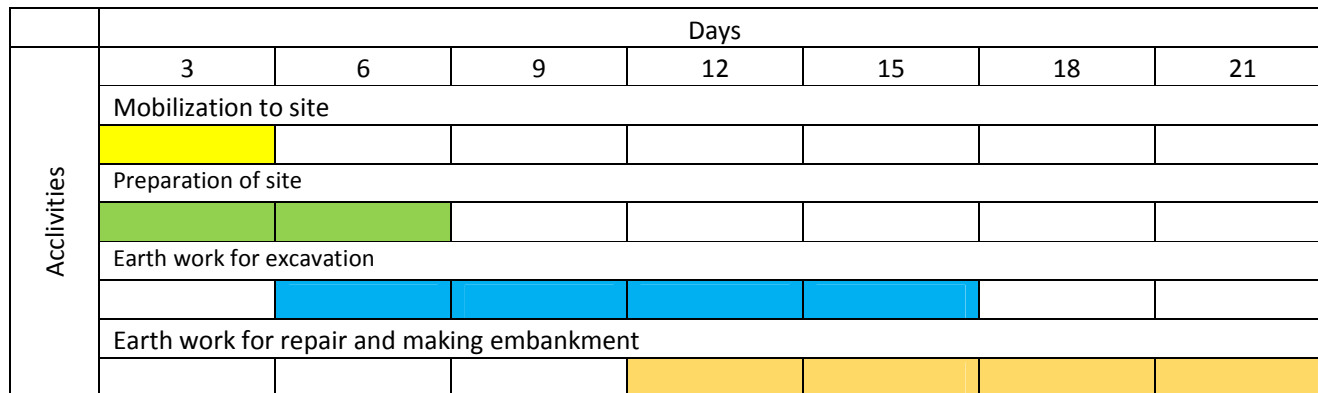 Days
3 6 9 12 15 18 21
Mobilization to site
Acclivities
Preparation of site
Earth work for excavation
Earth work for repair and making embankment